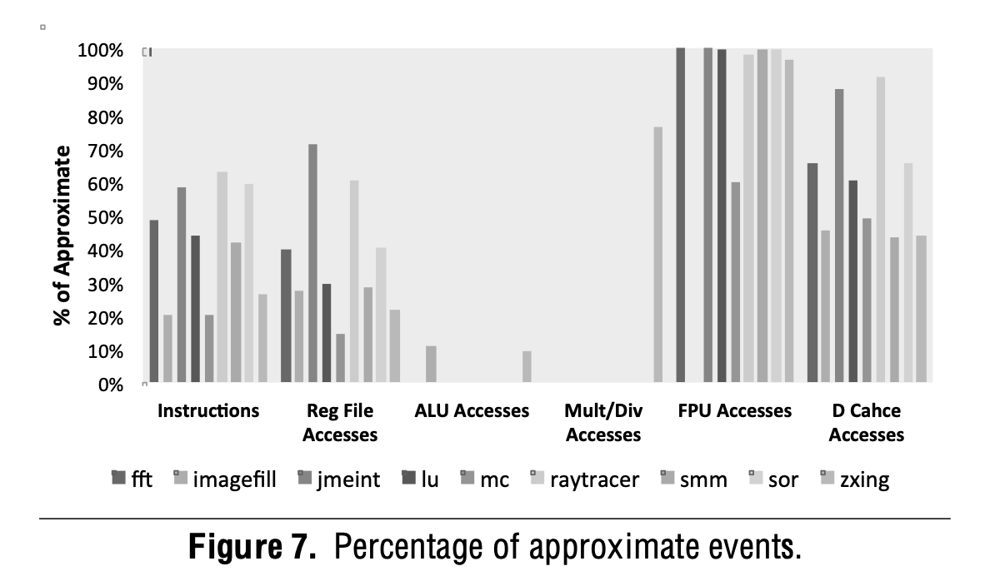 100%
90%
80%
70%
60%
50%
40%
30%
20%
10%
0%
% of Approximate
Instructions
Reg File
Accesses
ALU Accesses
Mult/Div
Accesses
FPU Accesses
D Cahce
Accesses
fft imagefill jmeint lu mc raytracer smm sor zxing
Figure 7. Percentage of approximate events.